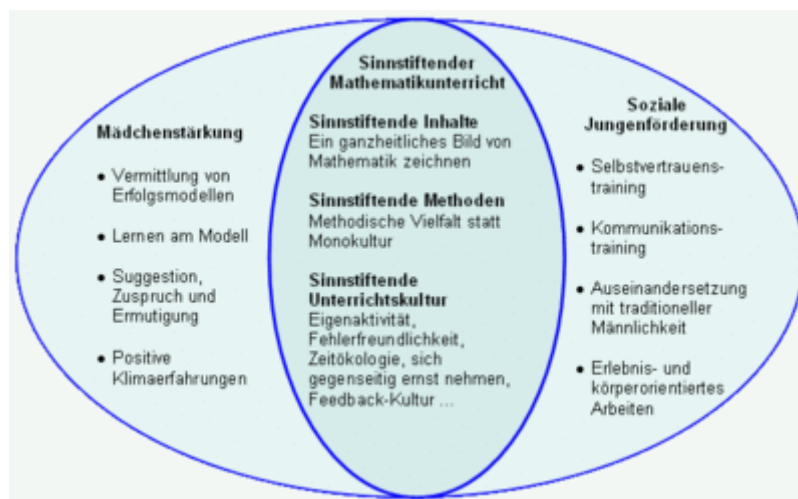 Mädchenstärkung
● Vermittlung von
Erfolgsmodellen
● Lernen am Modell
● Suggestion,
Zuspruch und
Ermutigung
● Positive
Klimaerfahrungen
Sinnstiftender
Mathematikunterricht
Sinnstiftende Inhalte
Ein ganzheitliches Bild von
Mathematik zeichnen
Sinnstiftende Methoden
Methodische Vielfalt statt
Monokultur
Sinnstiftende
Unterrichtskultur
Eigenaktivität,
Fehlerfreundlichkeit,
Zeitökologie, sich
gegenseitig ernst nehmen,
Feedback-Kultur ...
Soziale
Jungenförderung
● Selbstvertrauens-
training
● Kommunikations-
training
● Auseinandersetzung
mit traditioneller
Männlichkeit
● Erlebnis- und
körperorientiertes
Arbeiten